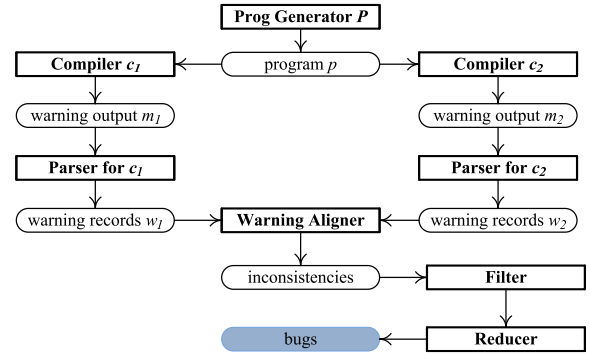 Prog Generator P
Compiler c1
program p
Compiler c2
warning output m1
warning output m2
Parser for c1
Parser for c2
warning records w1
Warning Aligner
warning records w2
inconsistencies
Filter
bugs
Reducer